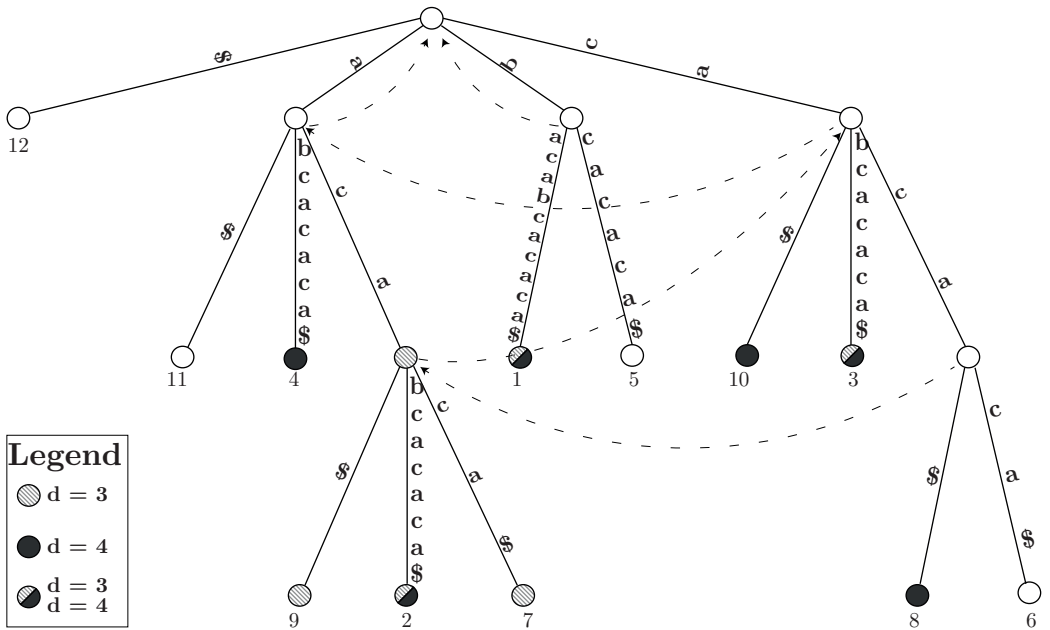 $
a
b
c a
12
$
b c a c a c a $
c a
a c a b c a c a c a $
c a c a c a $
$
b c a c a c a $
c a
11
4
1
5
10
3
$
b c a c a c a $
c a $
$
c a $
9
2
7
8
6
Legend
d = 3
d = 4
d = 3
d = 4